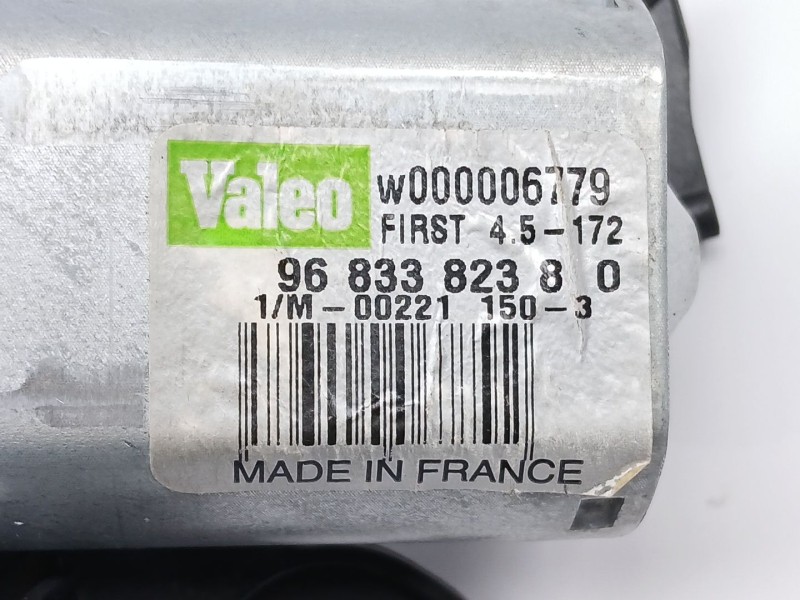 Valeo w000006779
FIRST 4.5-172
96 833 823 8 0
1/M-00221 150-3
MADE IN FRANCE